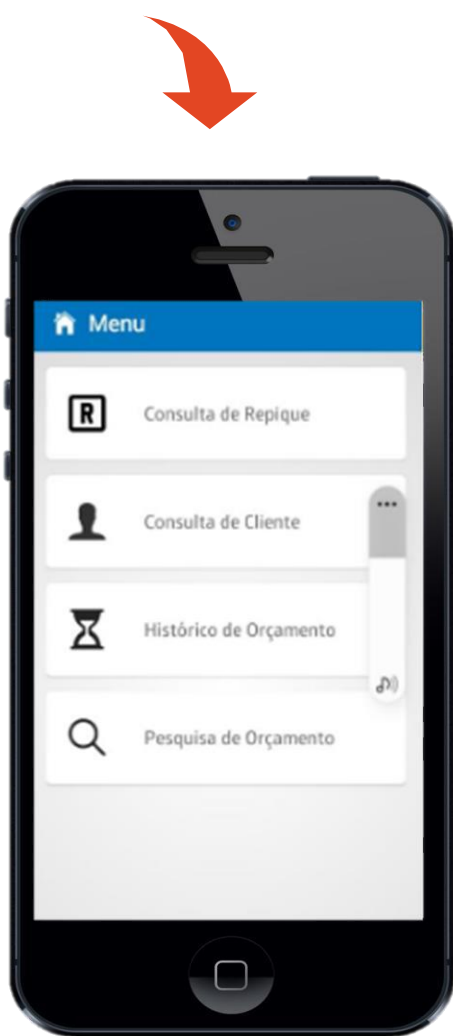 Menu
R
Consulta de Repique
Consulta de Cliente
Histórico de Orçamento
Pesquisa de Orçamento